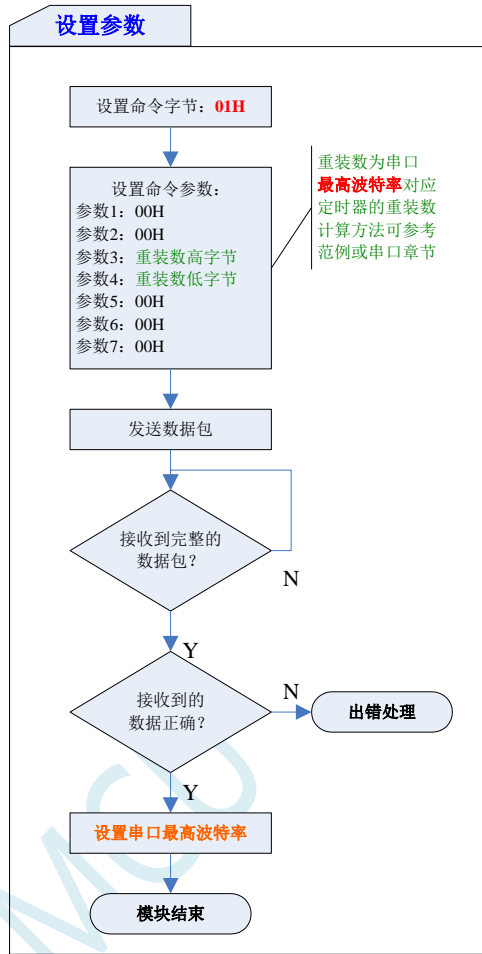 设置参数
设置命令字节：01H
设置命令参数：
参数1：00H
参数2：00H
参数3：重装数高字节
参数4：重装数低字节
参数5：00H
参数6：00H
参数7：00H
重装数为串口
最高波特率对应
定时器的重装数
计算方法可参考
范例或串口章节
发送数据包
接收到完整的
数据包？
N
Y
接收到的
数据正确？
N
出错处理
Y
设置串口最高波特率
模块结束
MCU